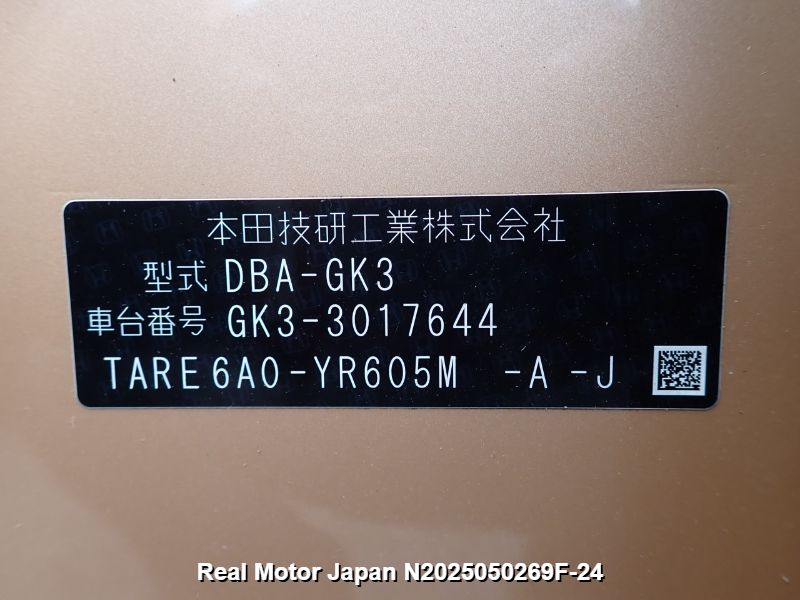 本田技研工業株式会社
型式 DBA-GK3
車台番号 GK3-3017644
TARE6A0-YR605M -A -J
Real Motor Japan N2025050269F-24